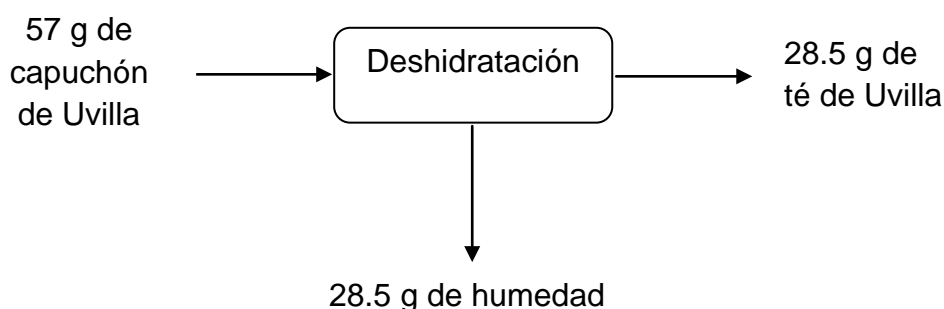 57 g de
capuchón
de Uvilla
Deshidratación
28.5 g de
té de Uvilla
28.5 g de humedad